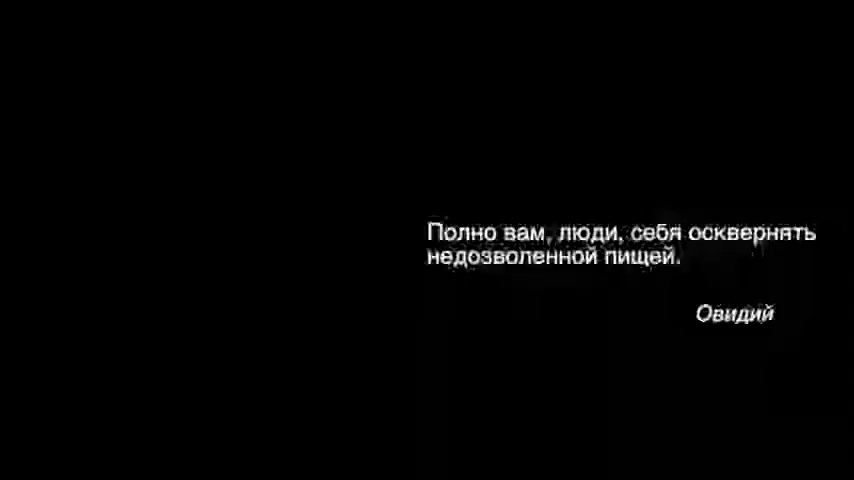 Полно вам, люди, себя осквернять
недозволенной пищей.
Овидий